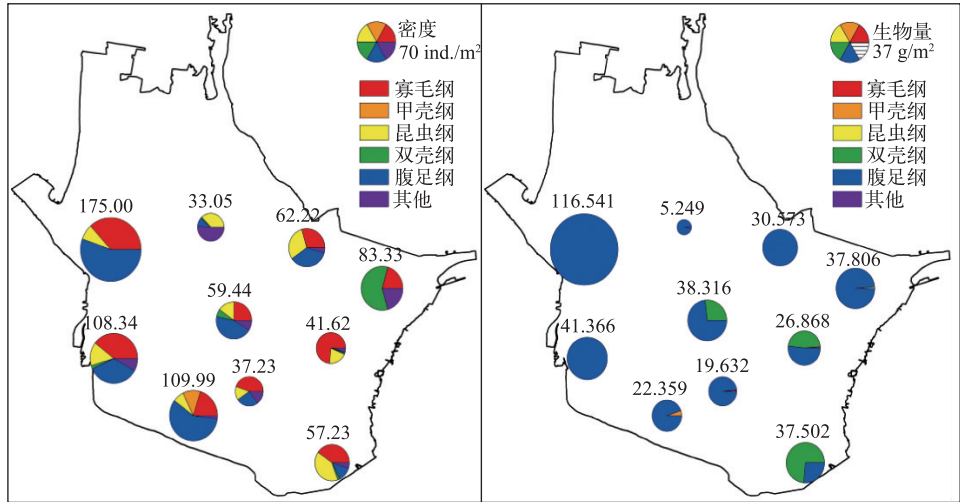 密度
70 ind./m²
寡毛纲
甲壳纲
昆虫纲
双壳纲
腹足纲
其他
175.00
33.05
62.22
83.33
59.44
108.34
41.62
37.23
109.99
57.23
生物量
37 g/m²
寡毛纲
甲壳纲
昆虫纲
双壳纲
腹足纲
其他
116.541
5.249
30.573
37.806
38.316
26.868
41.366
19.632
22.359
37.502